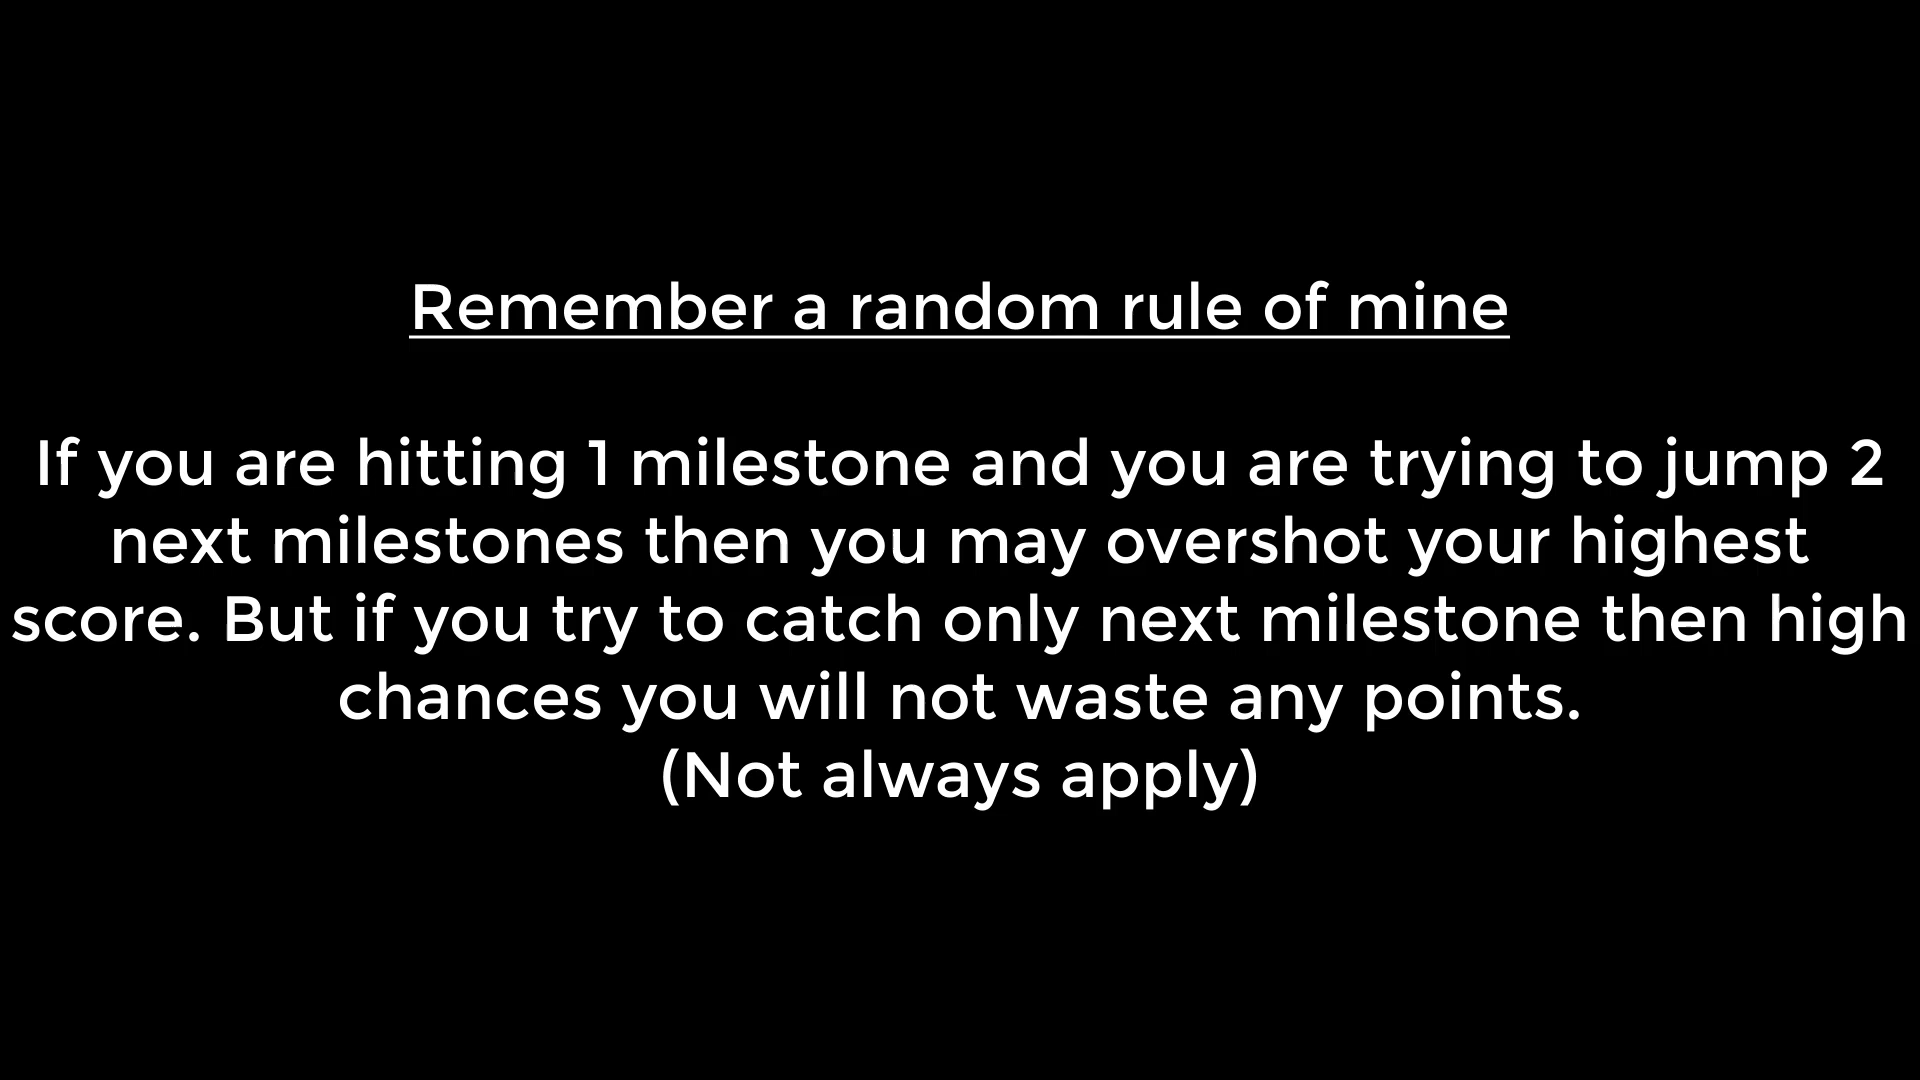 Remember a random rule of mine
If you are hitting 1 milestone and you are trying to jump 2
next milestones then you may overshot your highest
score. But if you try to catch only next milestone then high
chances you will not waste any points.
(Not always apply)